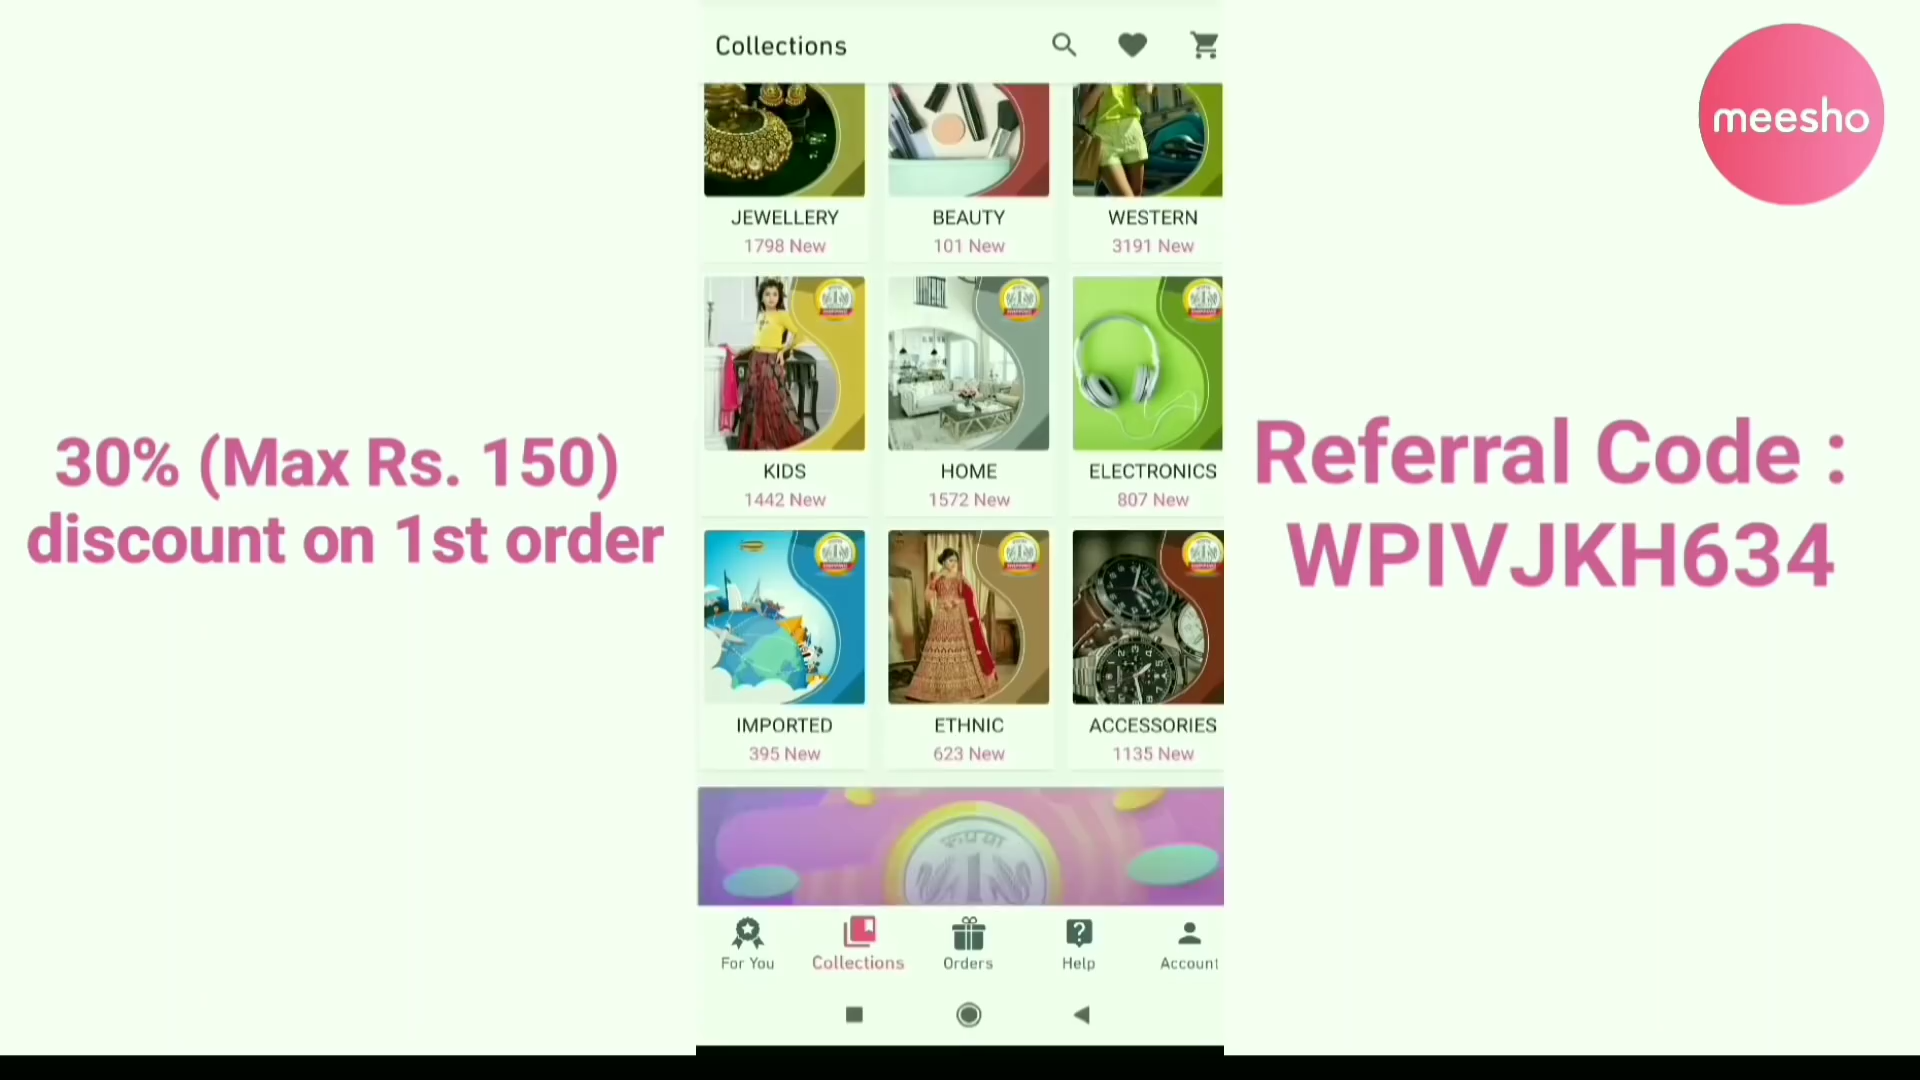 Collections
meesho
JEWELLERY
1798 New
BEAUTY
101 New
WESTERN
3191 New
KIDS
1442 New
HOME
1572 New
ELECTRONICS
807 New
30% (Max Rs. 150)
discount on 1st order
Referral Code :
WPIVJKH634
IMPORTED
395 New
ETHNIC
623 New
ACCESSORIES
1135 New
रुपया
1
For You
Collections
Orders
Help
Account